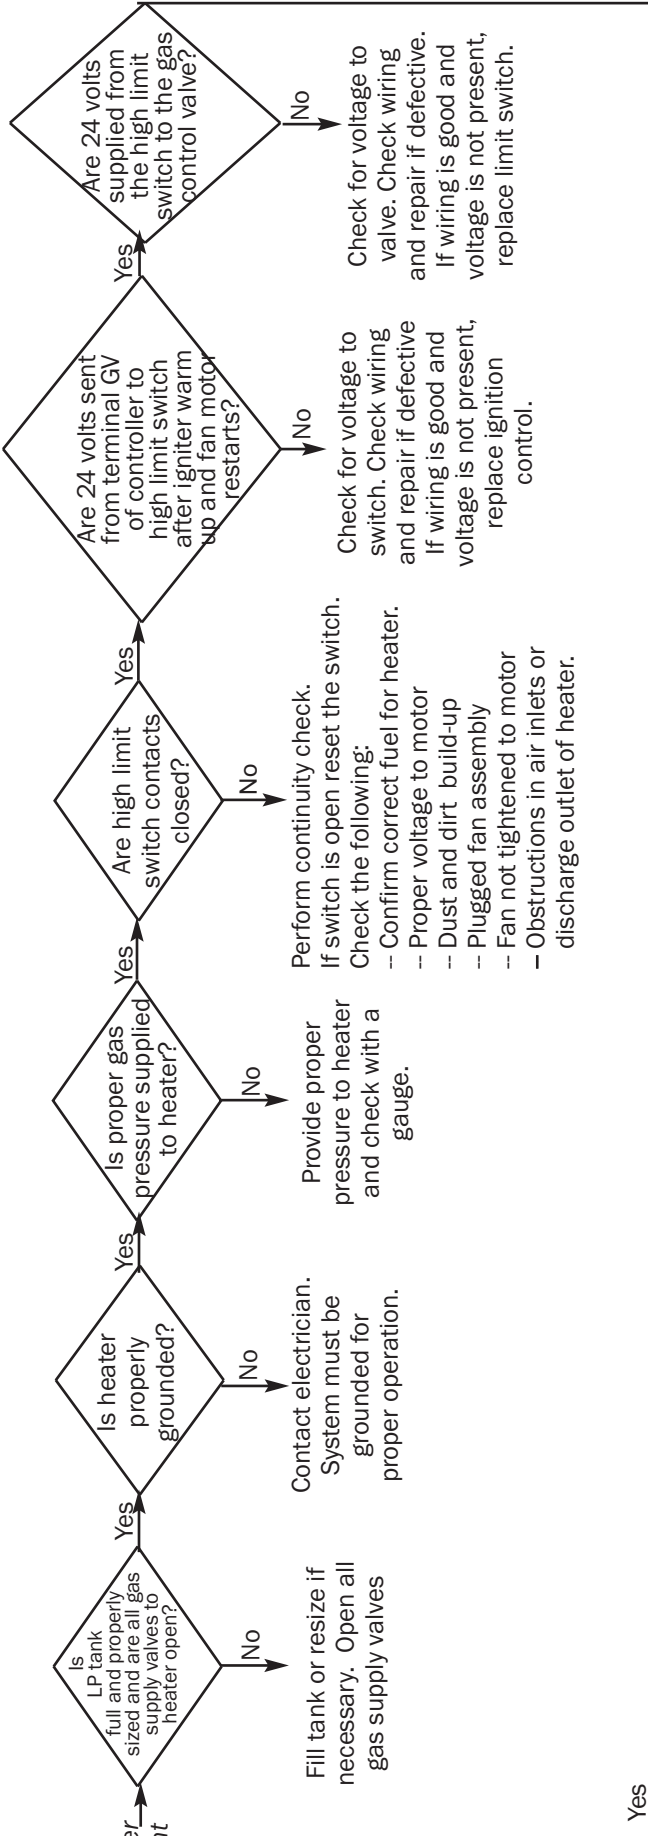 er
nt
Is
LP tank
full and properly
sized and are all gas
supply valves to
heater open?
Yes
No
Fill tank or resize if
necessary.  Open all
gas supply valves
Is heater
properly
grounded?
Yes
No
Contact electrician.
System must be
grounded for
proper operation.
Is proper gas
pressure supplied
to heater?
Yes
No
Provide proper
pressure to heater
and check with a
gauge.
Are high limit
switch contacts
closed?
Yes
No
Perform continuity check.
If switch is open reset the switch.
Check the following:
-- Confirm correct fuel for heater.
-- Proper voltage to motor
-- Dust and dirt  build-up
-- Plugged fan assembly
-- Fan not tightened to motor
– Obstructions in air inlets or
discharge outlet of heater.
Are 24 volts sent
from terminal GV
of controller to
high limit switch
after igniter warm
up and fan motor
restarts?
Yes
No
Check for voltage to
switch. Check wiring
and repair if defective
If wiring is good and
voltage is not present,
replace ignition
control.
Are 24 volts
supplied from
the high limit
switch to the gas
control valve?
No
Check for voltage to
valve. Check wiring
and repair if defective.
If wiring is good and
voltage is not present,
replace limit switch.
Yes